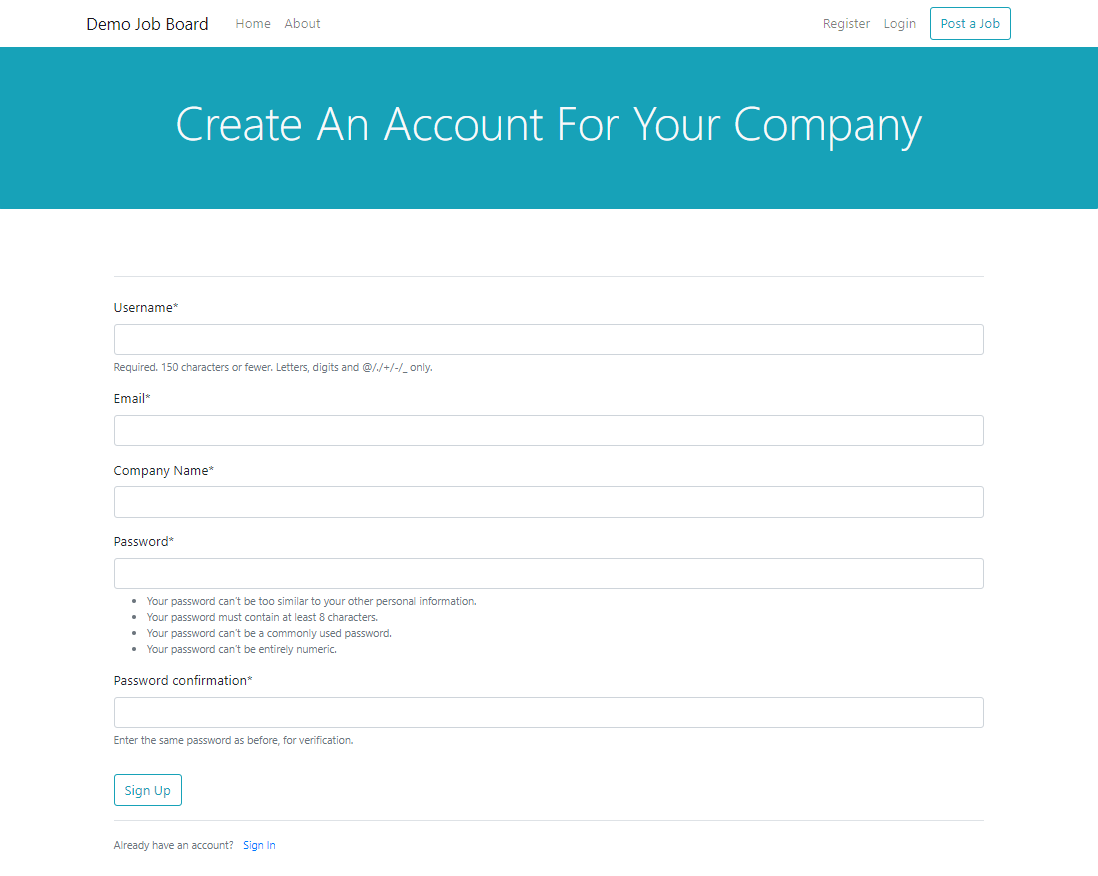 Demo Job Board Home About Register Login Post a Job
Create An Account For Your Company
Username*
Required. 150 characters or fewer. Letters, digits and @/./+/-/_ only.
Email*
Company Name*
Password*
• Your password can't be too similar to your other personal information.
• Your password must contain at least 8 characters.
• Your password can't be a commonly used password.
• Your password can't be entirely numeric.
Password confirmation*
Enter the same password as before, for verification.
Sign Up
Already have an account? Sign In